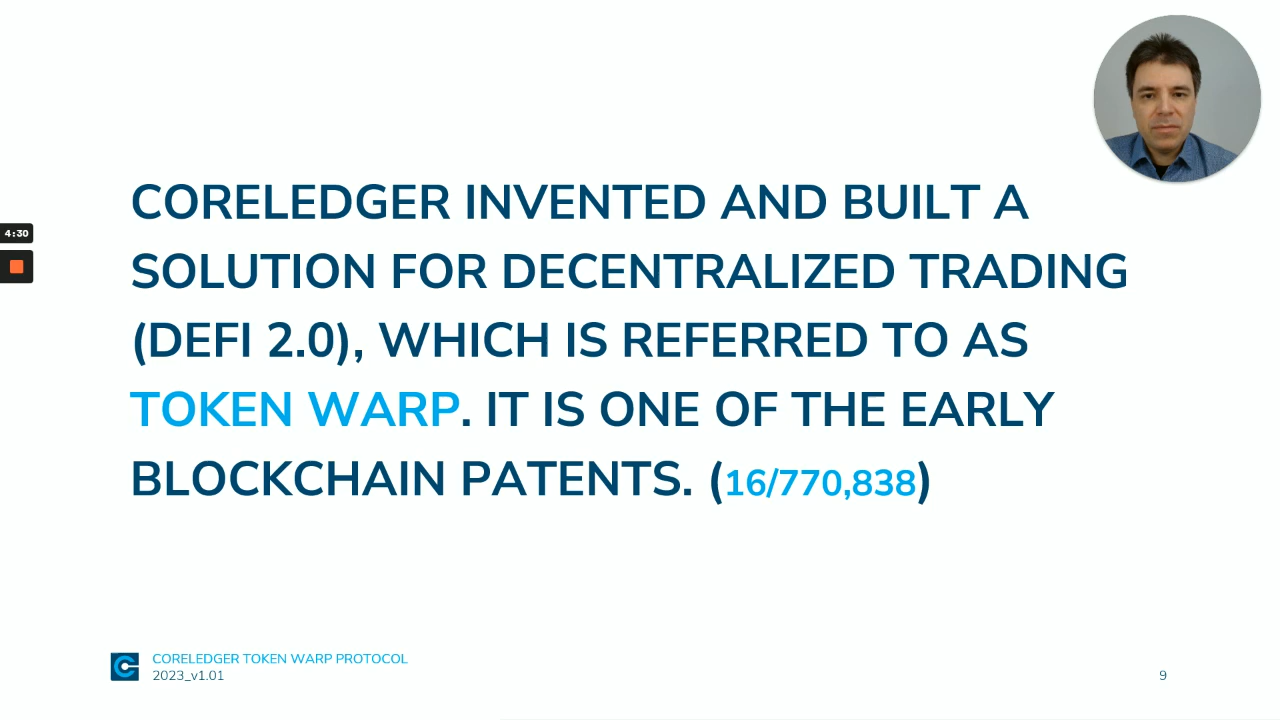 4:30
CORELEDGER INVENTED AND BUILT A
SOLUTION FOR DECENTRALIZED TRADING
(DEFI 2.0), WHICH IS REFERRED TO AS
TOKEN WARP. IT IS ONE OF THE EARLY
BLOCKCHAIN PATENTS. (16/770,838)
CORELEDGER TOKEN WARP PROTOCOL
2023_v1.01
9